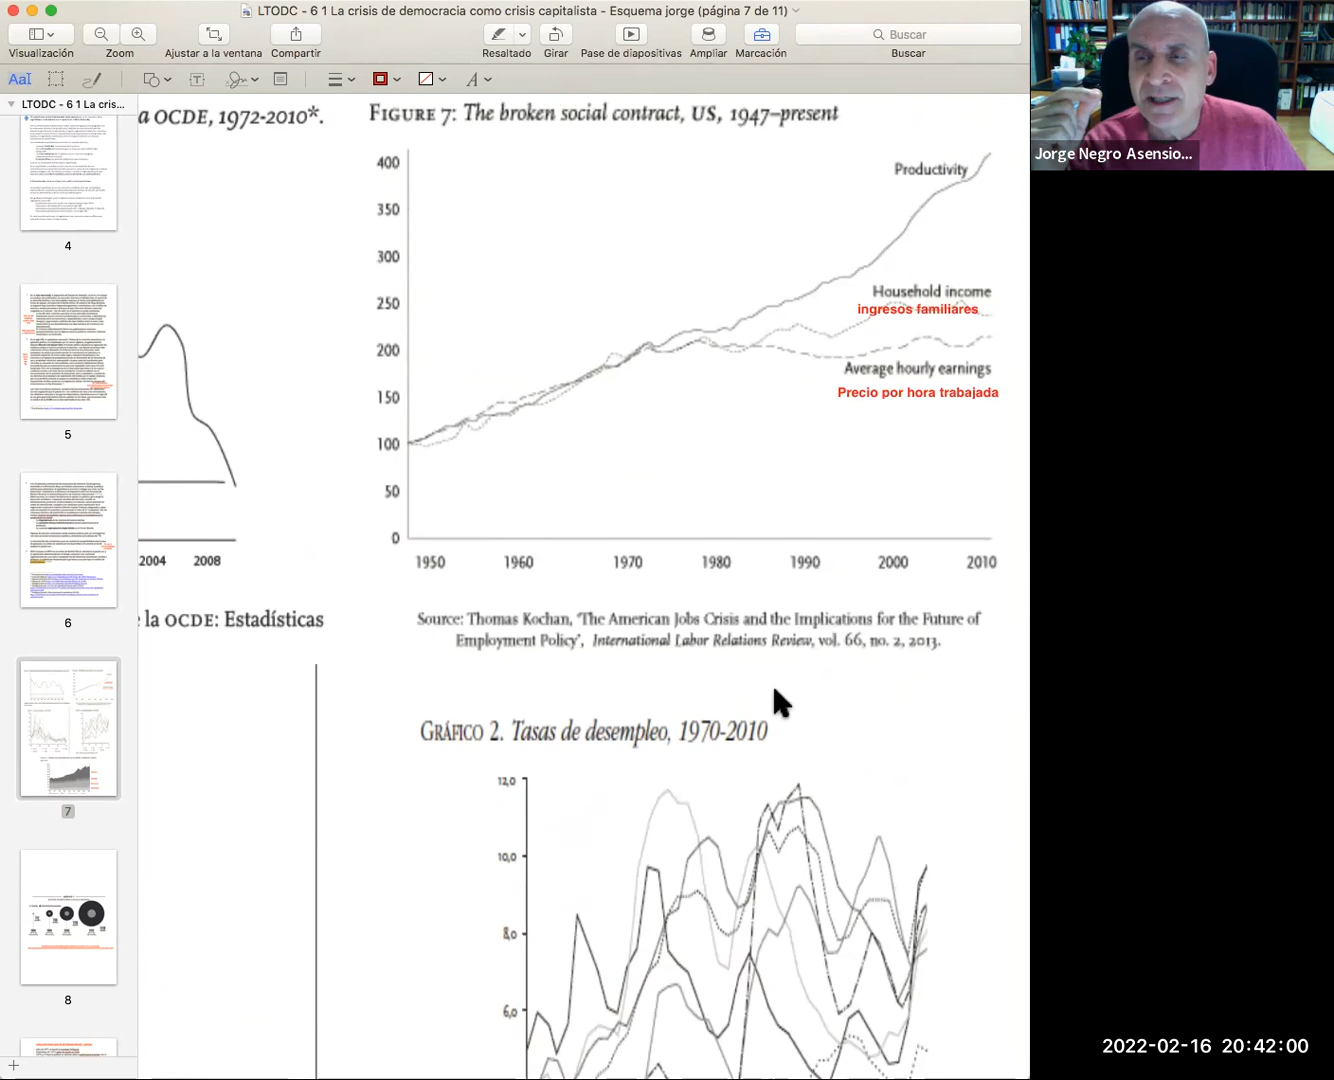 LTODC - 6 1 La crisis de democracia como crisis capitalista - Esquema jorge (página 7 de 11)
Visualización
Zoom
Ajustar a la ventana
Compartir
Resaltado
Girar
Pase de diapositivas
Ampliar
Marcación
Buscar
Buscar
AaI
A
LTODC - 6 1 La cris...
4
5
6
7
8
a OCDE, 1972-2010*.
2004 2008
la OCDE: Estadísticas
FIGURE 7: The broken social contract, US, 1947–present
400
350
300
250
200
150
100
50
0
Productivity
Household income
ingresos familiares
Average hourly earnings
Precio por hora trabajada
1950 1960 1970 1980 1990 2000 2010
Source: Thomas Kochan, 'The American Jobs Crisis and the Implications for the Future of
Employment Policy', International Labor Relations Review, vol. 66, no. 2, 2013.
GRÁFICO 2. Tasas de desempleo, 1970-2010
12,0
10,0
8,0
6,0
Jorge Negro Asensio...
2022-02-16 20:42:00